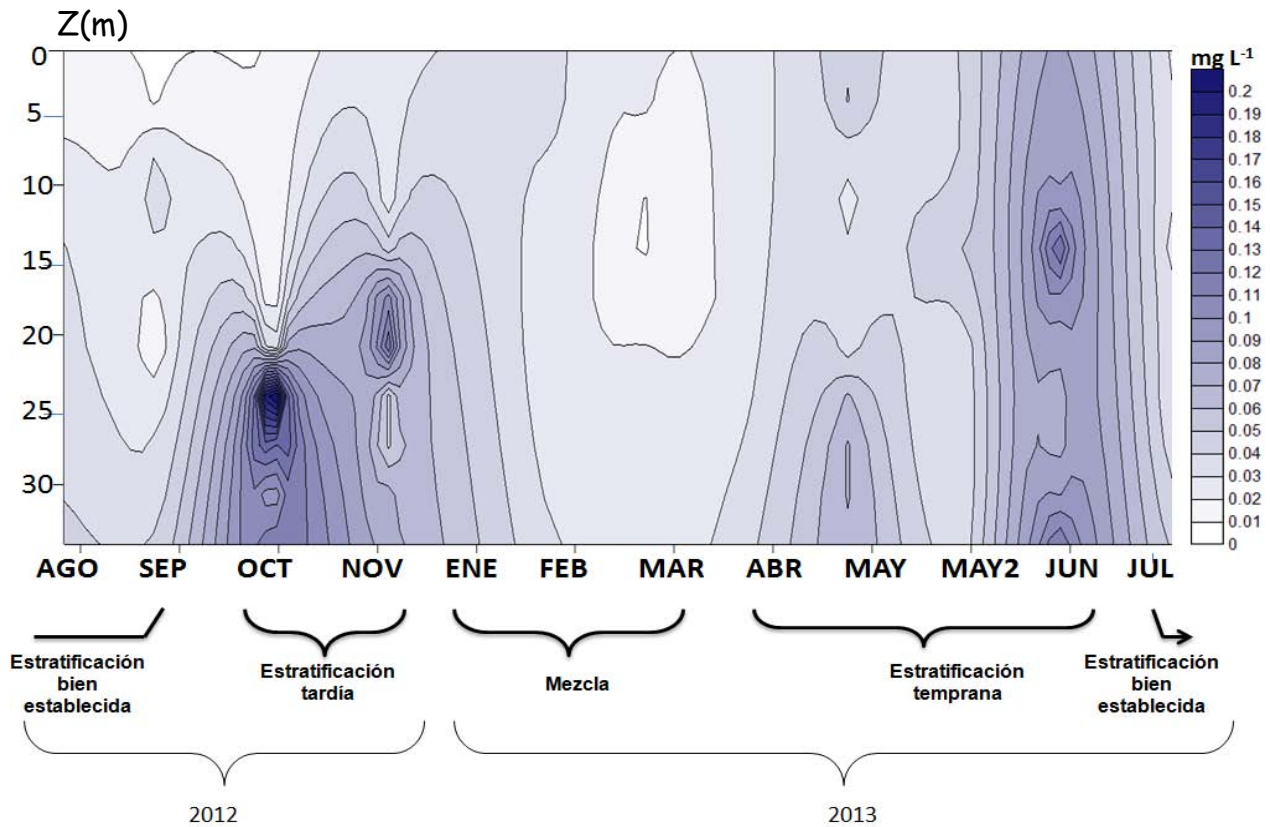 Z(m)
0
5
10
15
20
25
30
mg L-1
0.2
0.19
0.18
0.17
0.16
0.15
0.14
0.13
0.12
0.11
0.1
0.09
0.08
0.07
0.06
0.05
0.04
0.03
0.02
0.01
0
AGO SEP OCT NOV ENE FEB MAR ABR MAY MAY2 JUN JUL
Estratificación
bien
establecida
Estratificación
tardía
Mezcla
Estratificación
temprana
Estratificación
bien
establecida
2012
2013